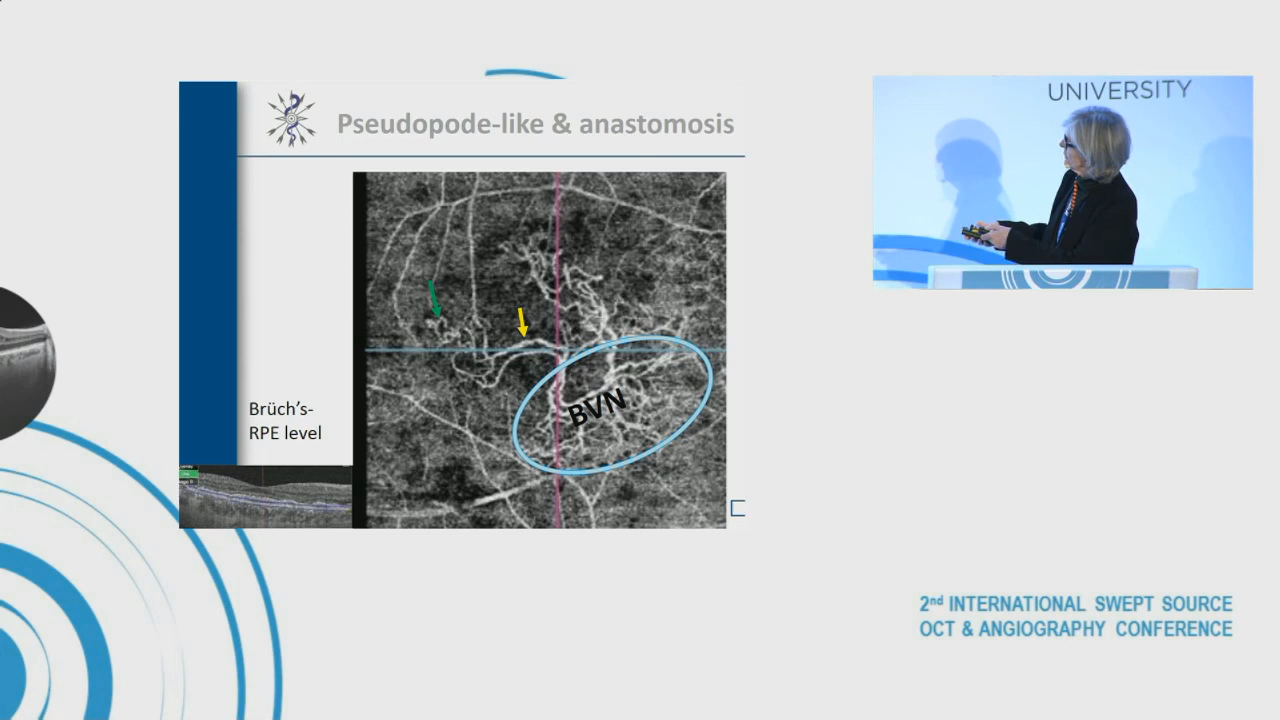 Pseudopode-like & anastomosis
UNIVERSITY
BVN
Brüch's-
RPE level
2nd INTERNATIONAL SWEPT SOURCE
OCT & ANGIOGRAPHY CONFERENCE